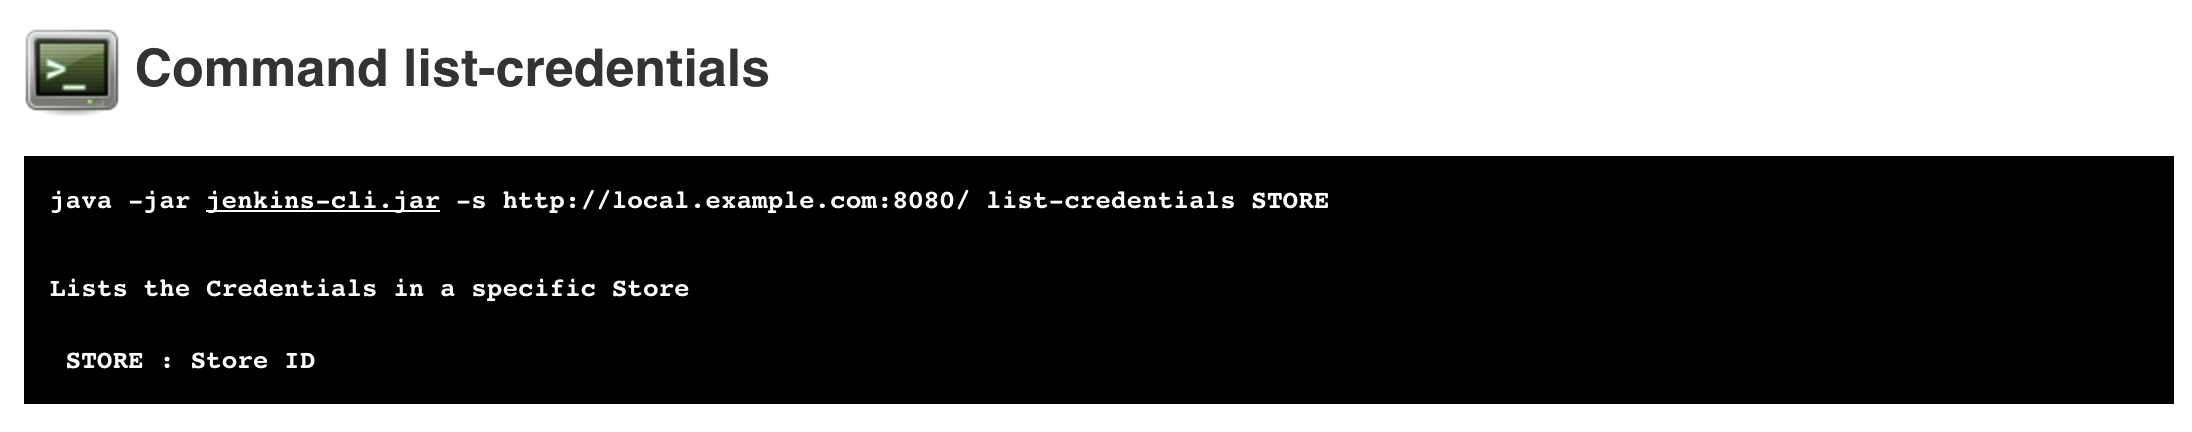 Command list-credentials
java -jar jenkins-cli.jar -s http://local.example.com:8080/ list-credentials STORE
Lists the Credentials in a specific Store
STORE : Store ID